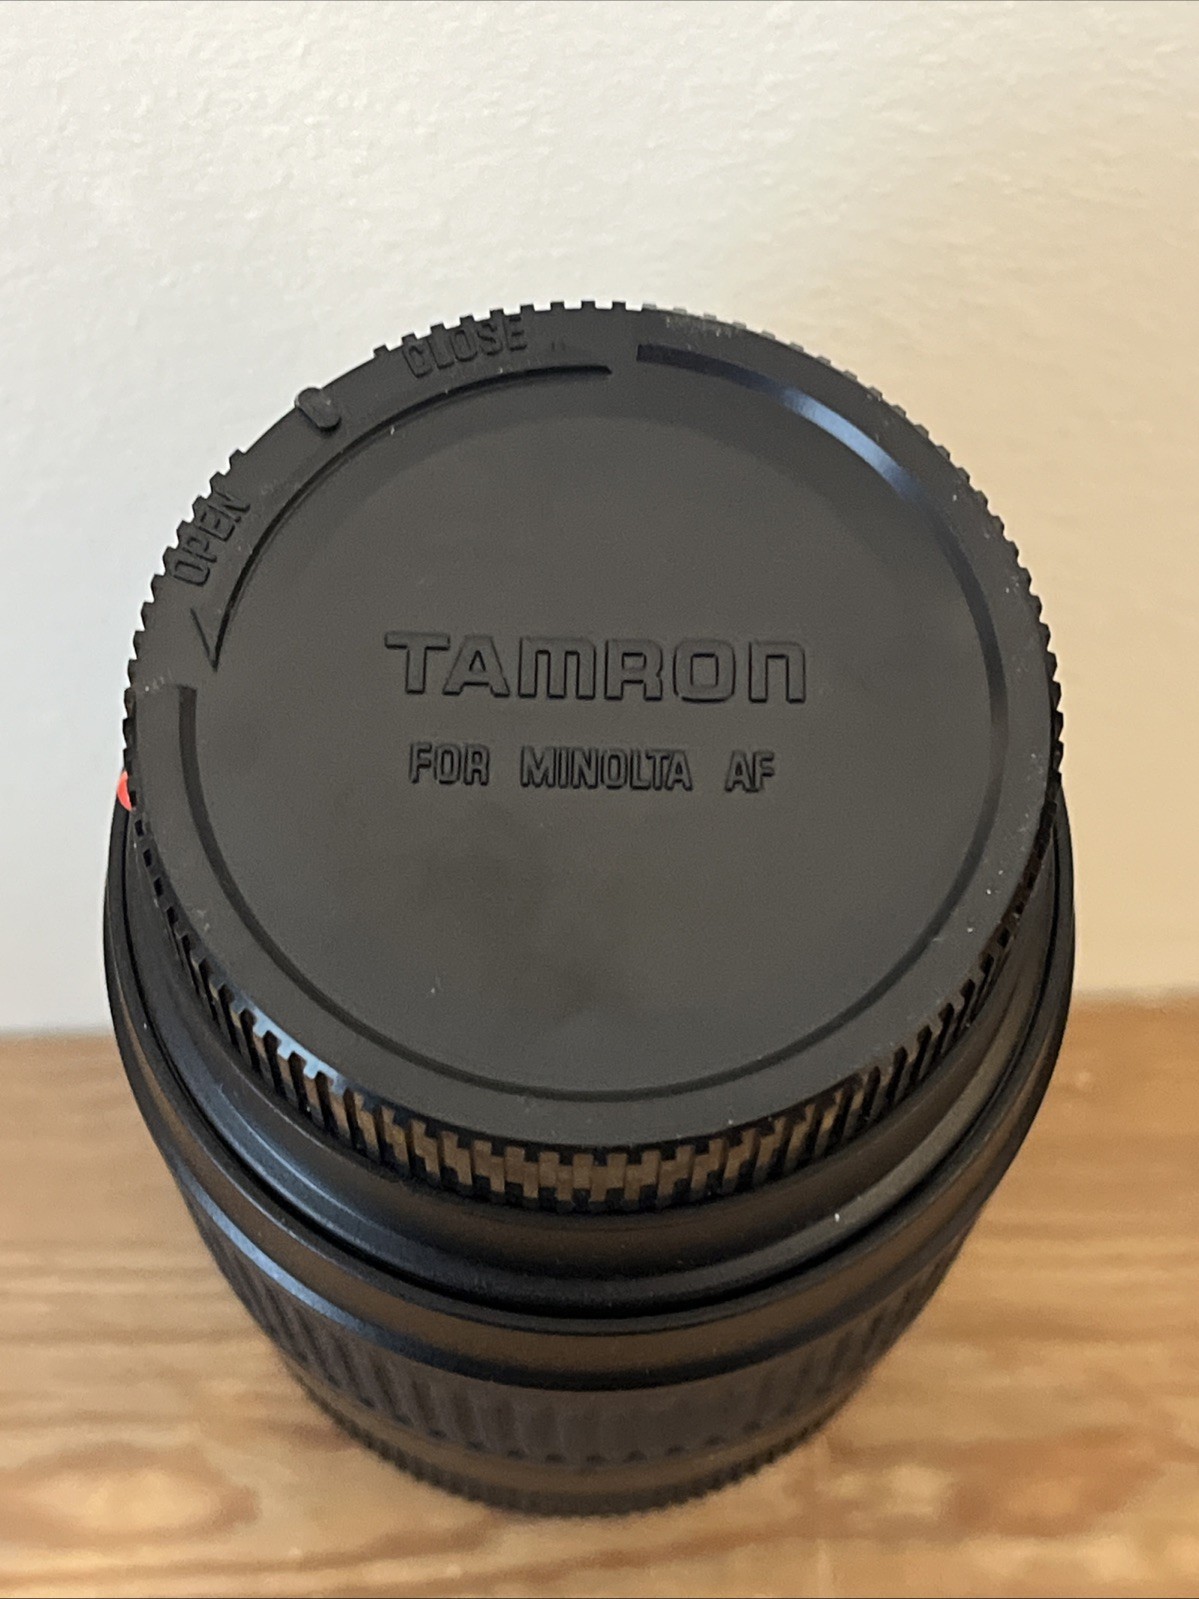 CLOSE
OPEN
TAMRON
FOR MINOLTA AF